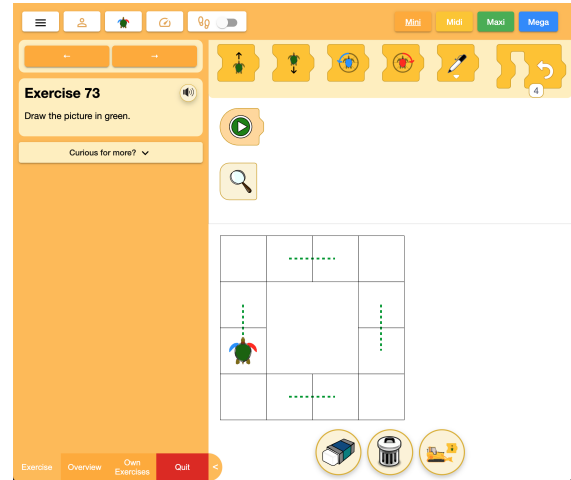 Mini
Midi
Maxi
Mega
←
→
Exercise 73
Draw the picture in green.
Curious for more?
4
Exercise
Overview
Own
Exercises
Quit
<